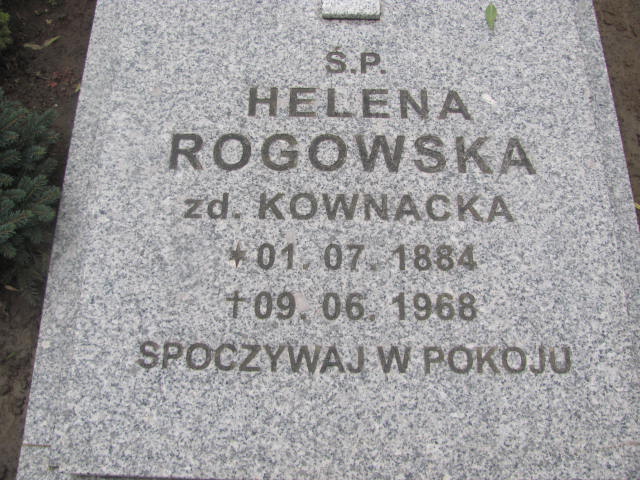 Ś.P.
HELENA
ROGOWSKA
zd. KOWNACKA
* 01. 07. 1884
† 09. 06. 1968
SPOCZYWAJ W POKOJU